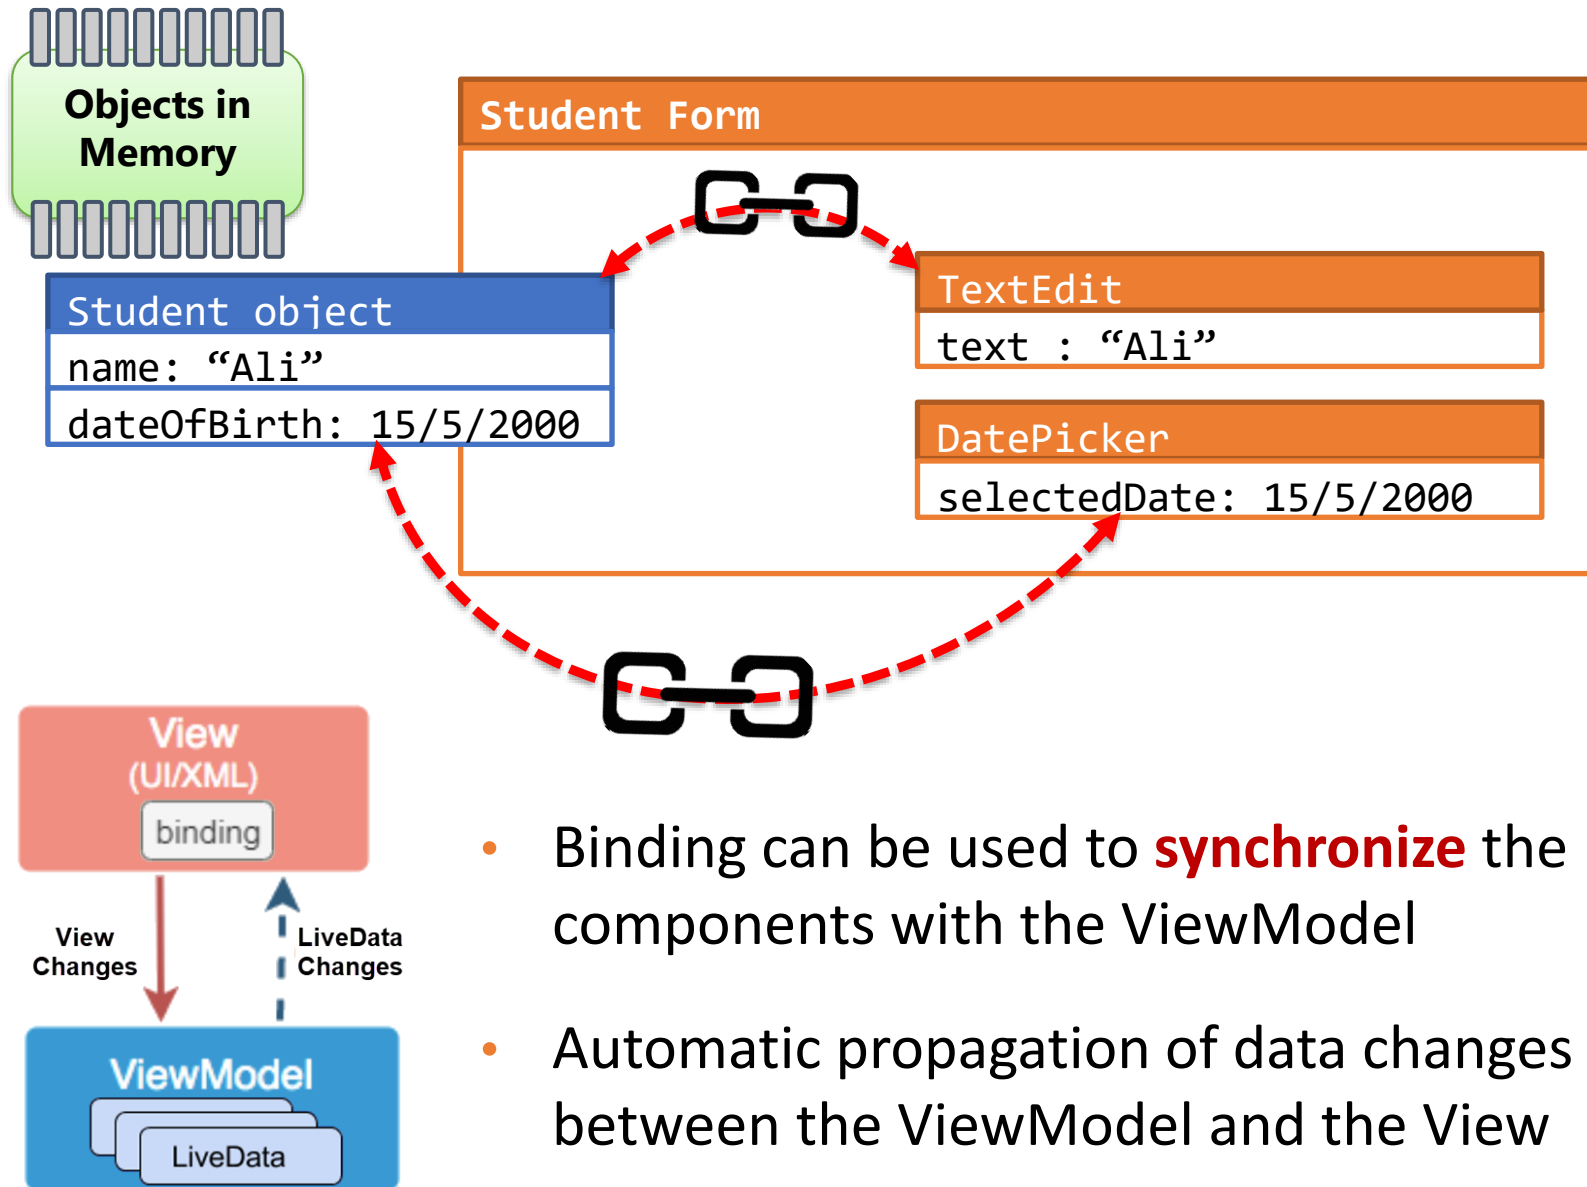 Objects in
Memory
Student Form
Student object
name: “Ali”
dateOfBirth: 15/5/2000
TextEdit
text : “Ali”
DatePicker
selectedDate: 15/5/2000
View
(UI/XML)
binding
View
Changes
LiveData
Changes
ViewModel
LiveData
• Binding can be used to synchronize the
components with the ViewModel
• Automatic propagation of data changes
between the ViewModel and the View